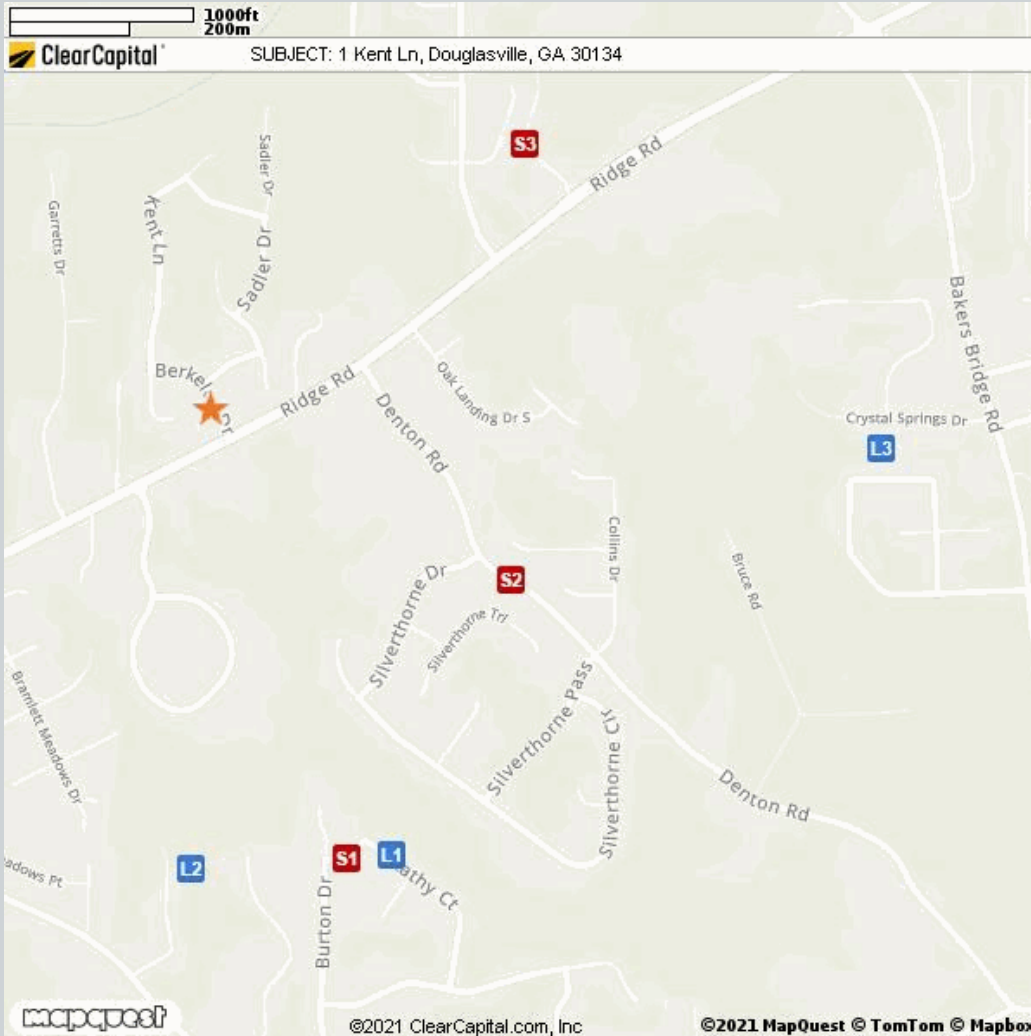 1000ft
200m
ClearCapital
SUBJECT: 1 Kent Ln, Douglasville, GA 30134
S3
Ridge Rd
Sadler Dr
Kent Ln
Garretts Dr
Sadler Dr
Bakers Bridge Rd
Ridge Rd
Oak Landing Dr S
Denton Rd
Crystal Springs Dr
L3
Collins Dr
Bruce Rd
S2
Silverthorne Dr
Silverthorne Trl
Silverthorne Pass
Bramlett Meadows Dr
Silverthorne Cir
Denton Rd
S1
L1
L2
adows Pt
athy Ct
Burton Dr
mapquest
©2021 ClearCapital.com, Inc
©2021 MapQuest © TomTom © Mapbox